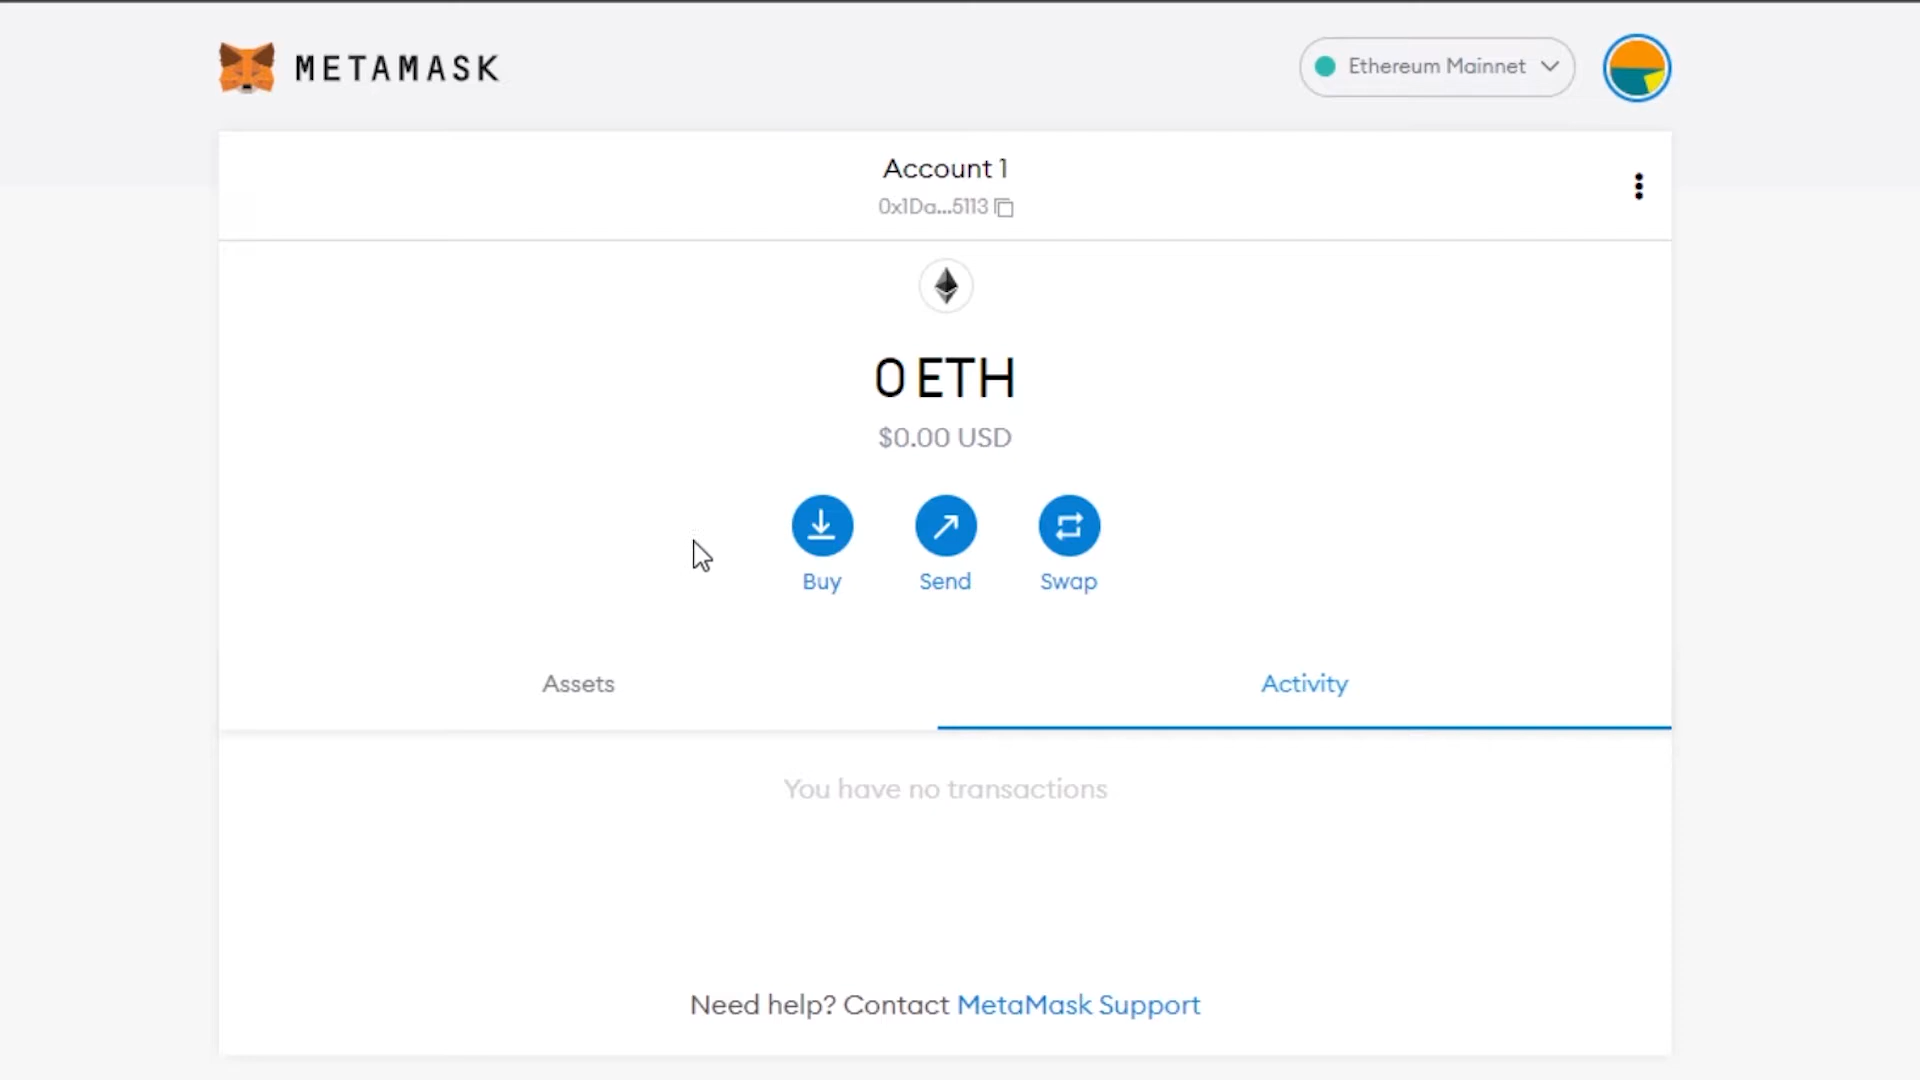 METAMASK
Ethereum Mainnet
Account 1
0x1Da...5113
0 ETH
$0.00 USD
Buy
Send
Swap
Assets
Activity
You have no transactions
Need help? Contact MetaMask Support